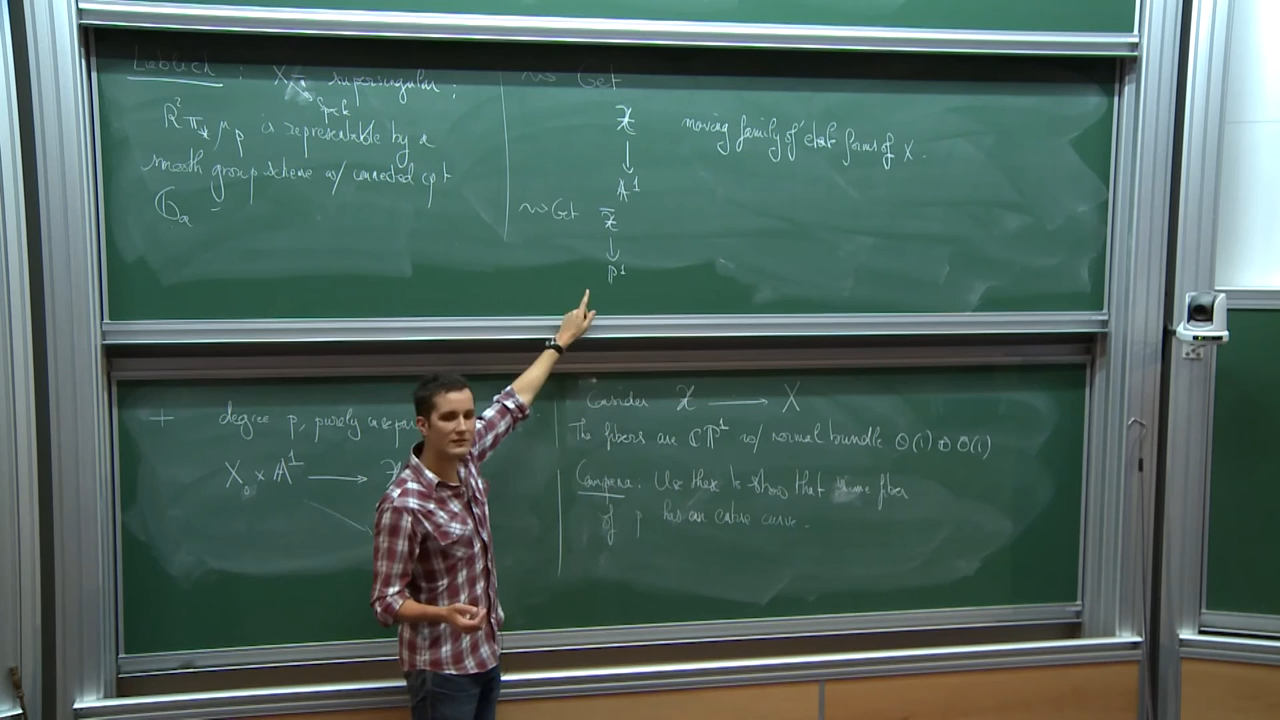 Lieblich : X supersingular ;
Spec k
R²π_* μ_p is representable by a
smooth group scheme w/ connected cpt
𝔾_a -
⇝ Get
𝒳
↓
𝔸¹
moving family of étale forms of X.
⇝ Get 𝒳̄
↓
ℙ¹
+ degree p, purely
X₀ × 𝔸¹ ⟶ 𝒳
Consider 𝒳 ⟶ X
The fibers are ℂℙ¹ w/ normal bundle O(1) ⊕ O(1)
Campana : Use these to show that some fiber
of p has an entire curve.